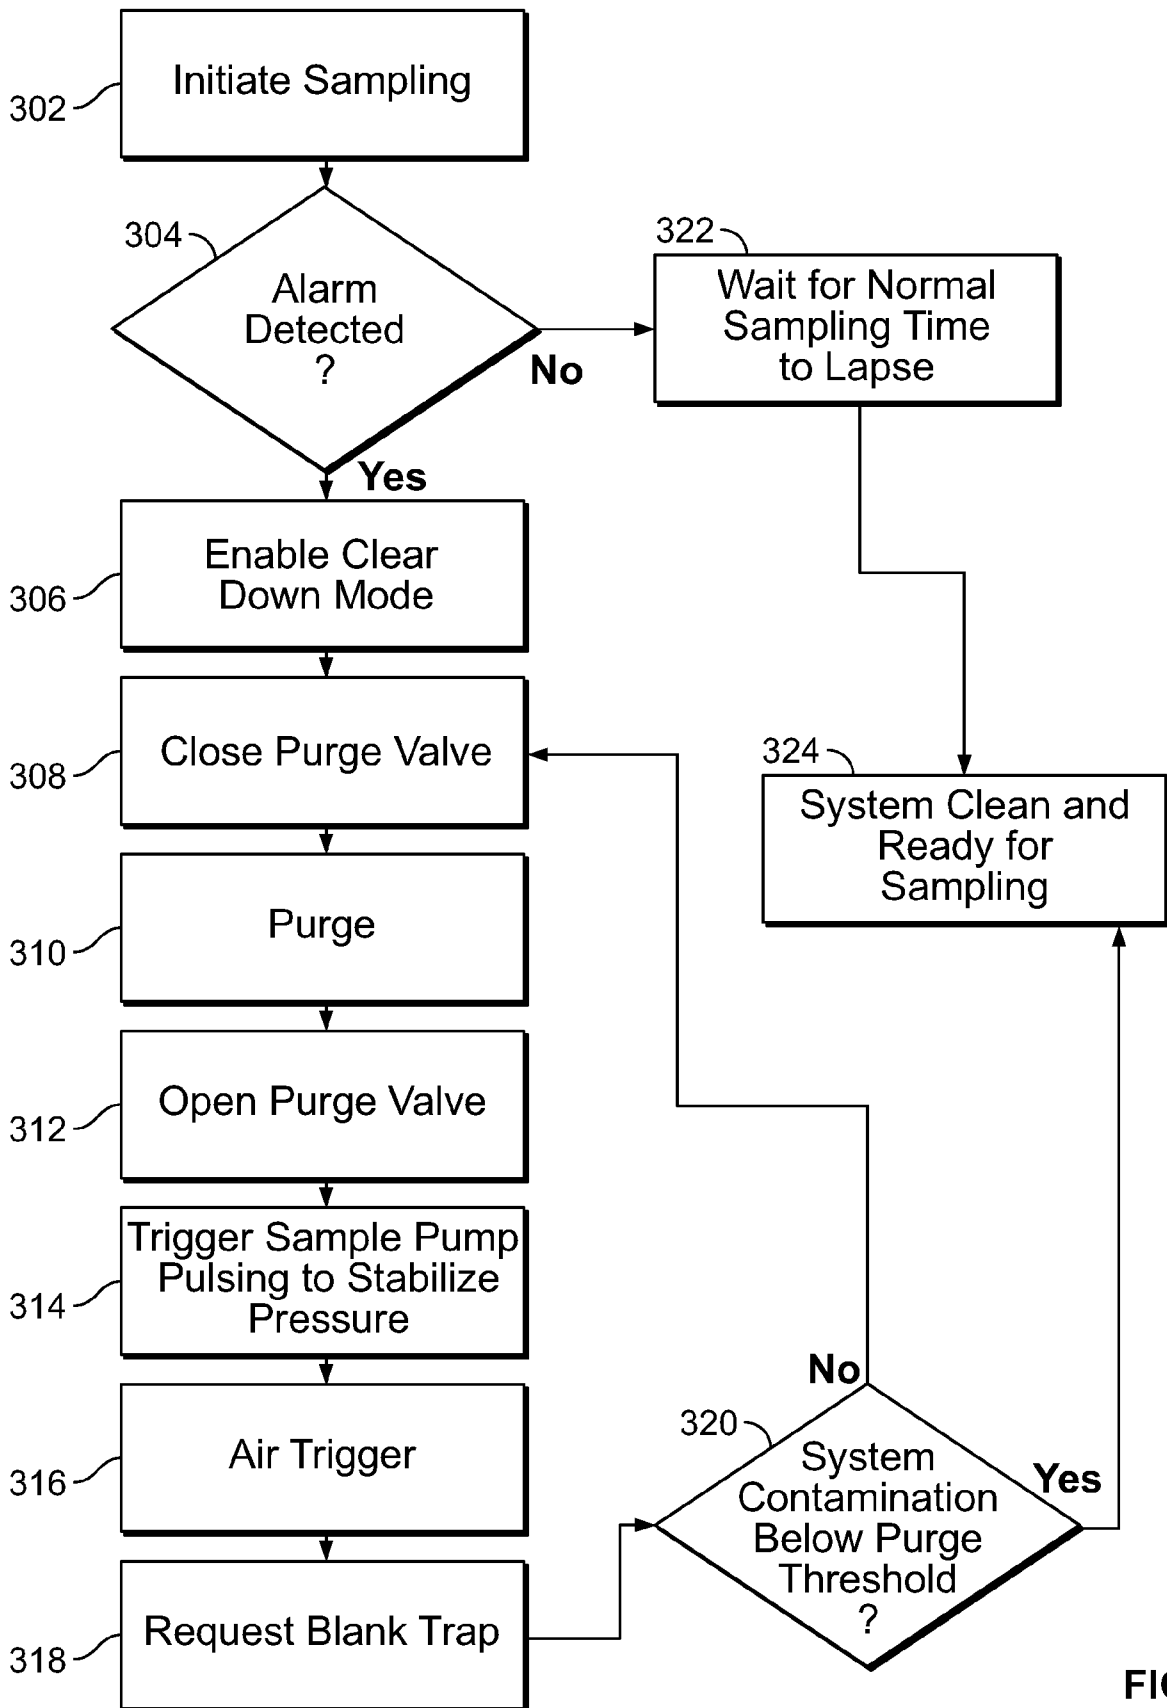 302
Initiate Sampling
304
Alarm
Detected
?
No
Yes
322
Wait for Normal
Sampling Time
to Lapse
306
Enable Clear
Down Mode
308
Close Purge Valve
324
System Clean and
Ready for
Sampling
310
Purge
312
Open Purge Valve
314
Trigger Sample Pump
Pulsing to Stabilize
Pressure
316
Air Trigger
318
Request Blank Trap
320
System
Contamination
Below Purge
Threshold
?
No
Yes